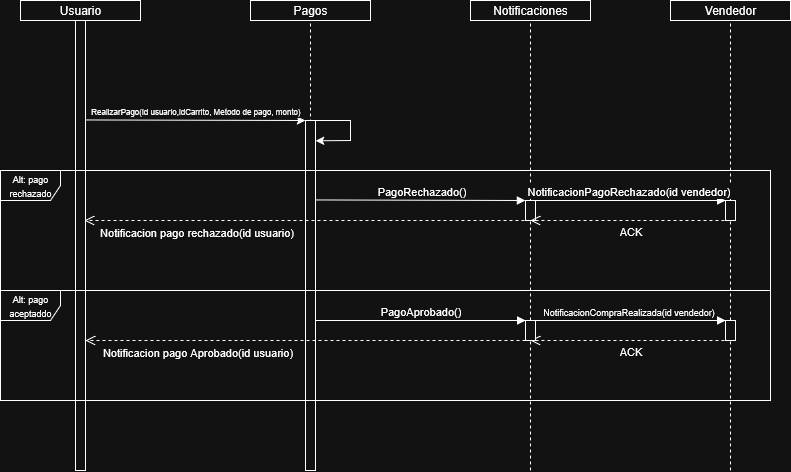 Usuario
Pagos
Notificaciones
Vendedor
RealizarPago(id usuario,idCarrito, Metodo de pago, monto)
Alt: pago
rechazado
PagoRechazado()
NotificacionPagoRechazado(id vendedor)
Notificacion pago rechazado(id usuario)
ACK
Alt: pago
aceptaddo
PagoAprobado()
NotificacionCompraRealizada(id vendedor)
Notificacion pago Aprobado(id usuario)
ACK